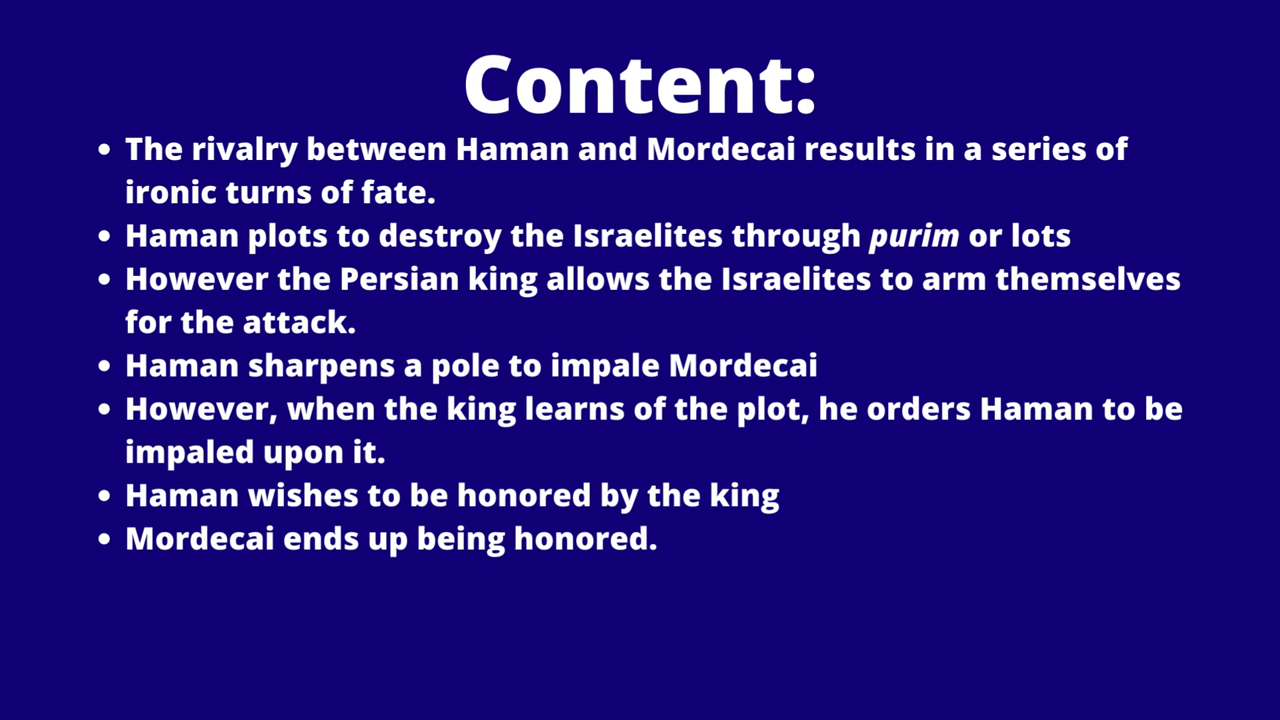 Content:
• The rivalry between Haman and Mordecai results in a series of
ironic turns of fate.
• Haman plots to destroy the Israelites through purim or lots
• However the Persian king allows the Israelites to arm themselves
for the attack.
• Haman sharpens a pole to impale Mordecai
• However, when the king learns of the plot, he orders Haman to be
impaled upon it.
• Haman wishes to be honored by the king
• Mordecai ends up being honored.